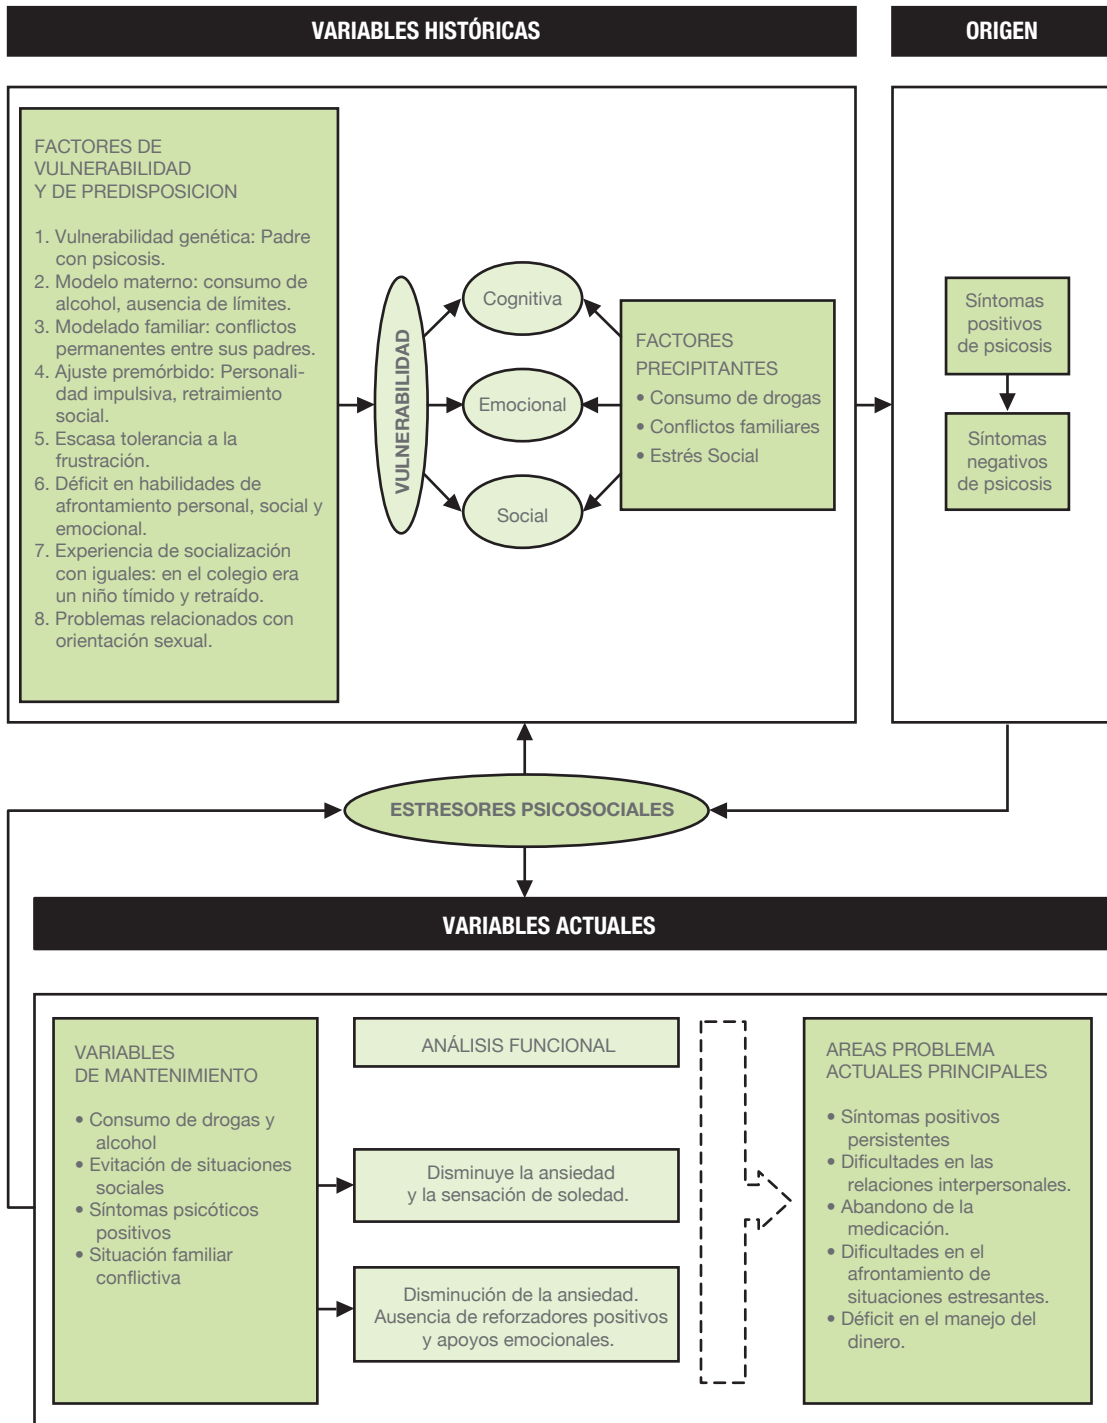 VARIABLES HISTÓRICAS
ORIGEN
FACTORES DE
VULNERABILIDAD
Y DE PREDISPOSICION
1. Vulnerabilidad genética: Padre
con psicosis.
2. Modelo materno: consumo de
alcohol, ausencia de límites.
3. Modelado familiar: conflictos
permanentes entre sus padres.
4. Ajuste premórbido: Personali-
dad impulsiva, retraimiento
social.
5. Escasa tolerancia a la
frustración.
6. Déficit en habilidades de
afrontamiento personal, social y
emocional.
7. Experiencia de socialización
con iguales: en el colegio era
un niño tímido y retraído.
8. Problemas relacionados con
orientación sexual.
VULNERABILIDAD
Cognitiva
Emocional
Social
FACTORES
PRECIPITANTES
• Consumo de drogas
• Conflictos familiares
• Estrés Social
Síntomas
positivos
de psicosis
Síntomas
negativos
de psicosis
ESTRESORES PSICOSOCIALES
VARIABLES ACTUALES
VARIABLES
DE MANTENIMIENTO
• Consumo de drogas y
alcohol
• Evitación de situaciones
sociales
• Síntomas psicóticos
positivos
• Situación familiar
conflictiva
ANÁLISIS FUNCIONAL
Disminuye la ansiedad
y la sensación de soledad.
Disminución de la ansiedad.
Ausencia de reforzadores positivos
y apoyos emocionales.
AREAS PROBLEMA
ACTUALES PRINCIPALES
• Síntomas positivos
persistentes
• Dificultades en las
relaciones interpersonales.
• Abandono de la
medicación.
• Dificultades en el
afrontamiento de
situaciones estresantes.
• Déficit en el manejo del
dinero.